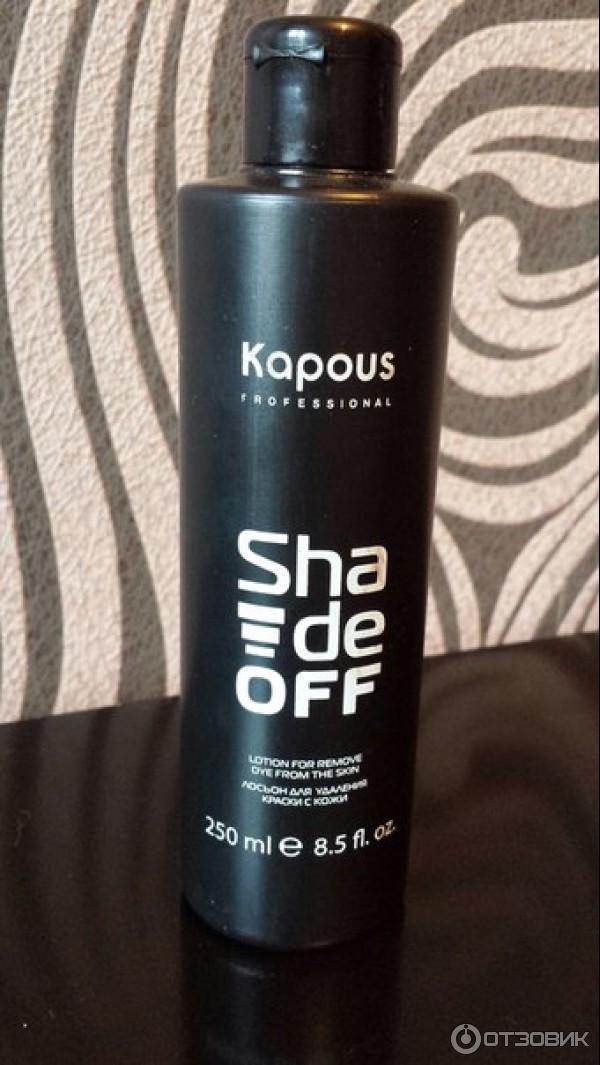 Kapous
PROFESSIONAL
Sha
de
OFF
LOTION FOR REMOVE
DYE FROM THE SKIN
ЛОСЬОН ДЛЯ УДАЛЕНИЯ
КРАСКИ С КОЖИ
250 ml e 8.5 fl. oz.
ОТЗОВИК